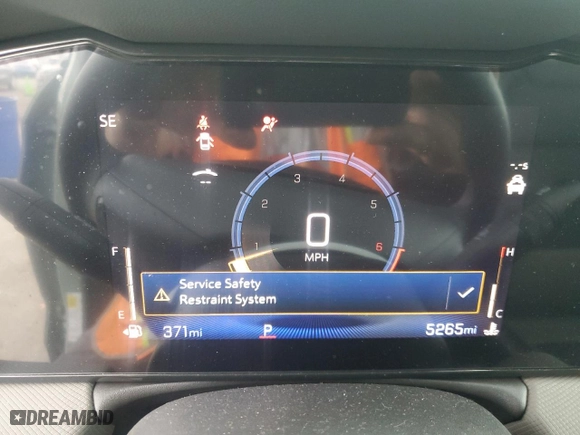 SE
-.-s
3 4
2 5
1 6
0
MPH
F H
--
Service Safety
Restraint System
E C
371mi P 5265mi
DREAMBID